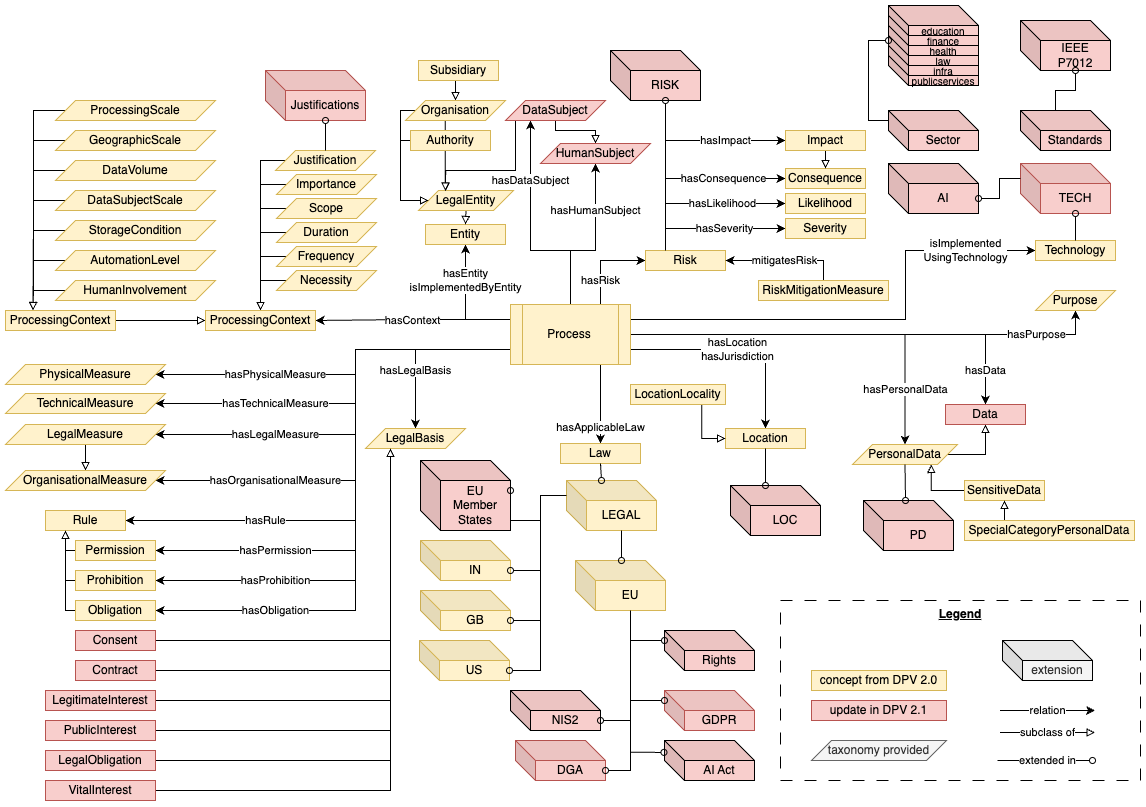 education
finance
health
law
infra
publicservices
IEEE
P7012
Subsidiary
RISK
Justifications
ProcessingScale
Organisation
DataSubject
GeographicScale
Authority
hasImpact
Impact
Sector
Standards
Justification
HumanSubject
DataVolume
hasDataSubject
hasConsequence
Consequence
Importance
DataSubjectScale
LegalEntity
hasHumanSubject
hasLikelihood
Likelihood
AI
TECH
Scope
StorageCondition
Duration
Entity
hasSeverity
Severity
AutomationLevel
Frequency
hasEntity
isImplementedByEntity
hasRisk
Risk
mitigatesRisk
isImplemented
UsingTechnology
Technology
HumanInvolvement
Necessity
RiskMitigationMeasure
Purpose
ProcessingContext
ProcessingContext
hasContext
Process
hasPurpose
hasLocation
hasJurisdiction
PhysicalMeasure
hasPhysicalMeasure
hasLegalBasis
hasData
hasPersonalData
TechnicalMeasure
hasTechnicalMeasure
LocationLocality
Data
LegalMeasure
hasLegalMeasure
LegalBasis
hasApplicableLaw
Location
Law
PersonalData
OrganisationalMeasure
hasOrganisationalMeasure
EU
Member
States
LEGAL
LOC
PD
SensitiveData
SpecialCategoryPersonalData
Rule
hasRule
Permission
hasPermission
Prohibition
hasProhibition
Obligation
hasObligation
IN
EU
GB
US
Consent
Contract
LegitimateInterest
PublicInterest
LegalObligation
VitalInterest
Rights
NIS2
GDPR
DGA
AI Act
Legend
concept from DPV 2.0
update in DPV 2.1
taxonomy provided
extension
relation
subclass of
extended in